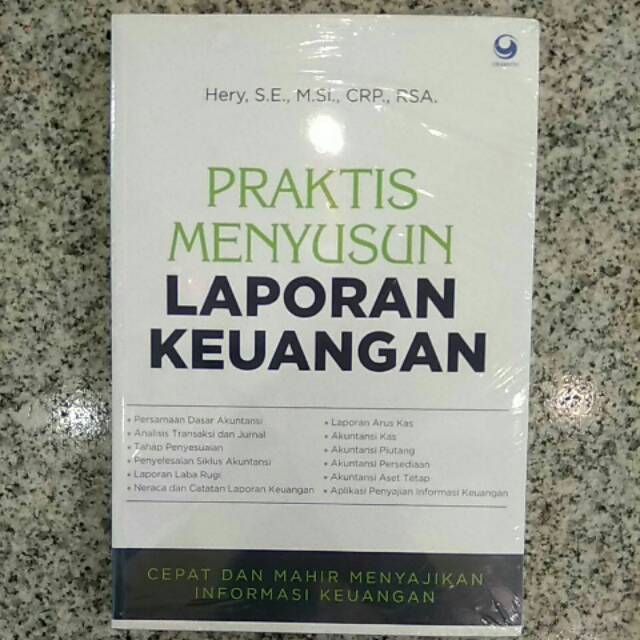 Hery, S.E., M.Si., CRP., RSA.
PRAKTIS
MENYUSUN
LAPORAN
KEUANGAN
• Persamaan Dasar Akuntansi
• Analisis Transaksi dan Jurnal
• Tahap Penyesuaian
• Penyelesaian Siklus Akuntansi
• Laporan Laba Rugi
• Neraca dan Catatan Laporan Keuangan
• Laporan Arus Kas
• Akuntansi Kas
• Akuntansi Piutang
• Akuntansi Persediaan
• Akuntansi Aset Tetap
• Aplikasi Penyajian Informasi Keuangan
CEPAT DAN MAHIR MENYAJIKAN
INFORMASI KEUANGAN